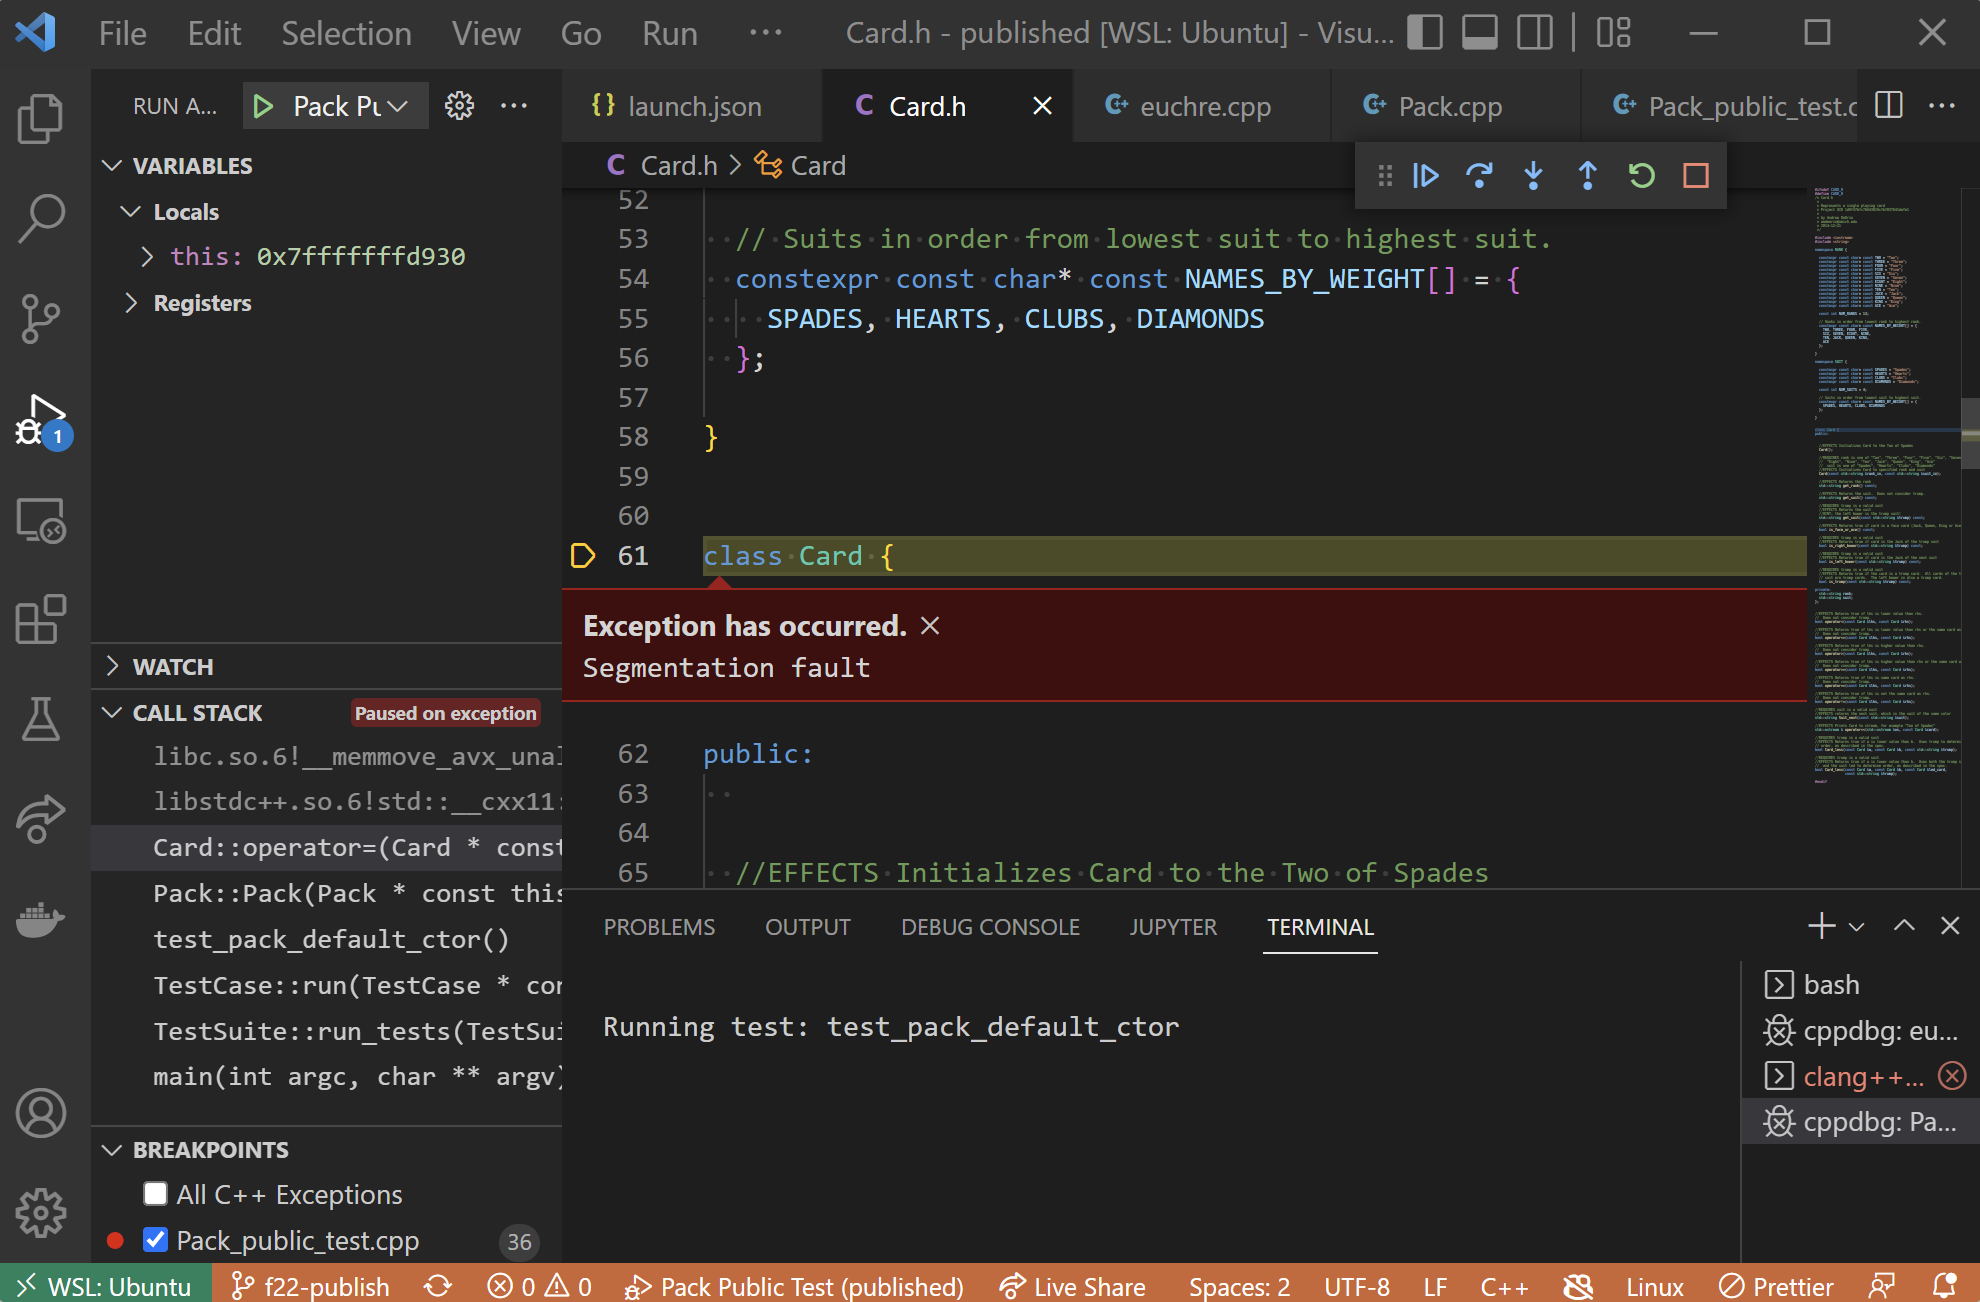 File Edit Selection View Go Run ··· Card.h - published [WSL: Ubuntu] - Visu...
RUN A... Pack Pu ···
launch.json Card.h euchre.cpp Pack.cpp Pack_public_test.c ···
Card.h > Card
VARIABLES
Locals
this: 0x7fffffffd930
Registers
WATCH
CALL STACK Paused on exception
libc.so.6!__memmove_avx_unal
libstdc++.so.6!std::__cxx11:
Card::operator=(Card * const
Pack::Pack(Pack * const this
test_pack_default_ctor()
TestCase::run(TestCase * con
TestSuite::run_tests(TestSui
main(int argc, char ** argv)
BREAKPOINTS
All C++ Exceptions
Pack_public_test.cpp 36
1
52
53 // Suits in order from lowest suit to highest suit.
54 constexpr const char* const NAMES_BY_WEIGHT[] = {
55 SPADES, HEARTS, CLUBS, DIAMONDS
56 };
57
58 }
59
60
61 class Card {
Exception has occurred. ×
Segmentation fault
62 public:
63
64
65 //EFFECTS Initializes Card to the Two of Spades
PROBLEMS OUTPUT DEBUG CONSOLE JUPYTER TERMINAL
Running test: test_pack_default_ctor
bash
cppdbg: eu...
clang++...
cppdbg: Pa...
WSL: Ubuntu f22-publish 0 0 Pack Public Test (published) Live Share Spaces: 2 UTF-8 LF C++ Linux Prettier